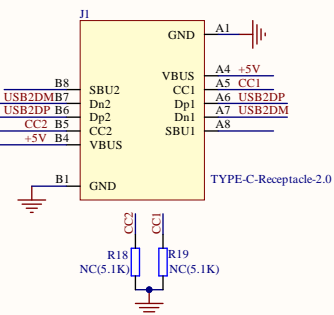 J1
GND A1
VBUS A4 +5V
B8 SBU2 CC1 A5 CC1
USB2DM B7 Dn2 Dp1 A6 USB2DP
USB2DP B6 Dp2 Dn1 A7 USB2DM
CC2 B5 CC2 SBU1 A8
+5V B4 VBUS
B1 GND
TYPE-C-Receptacle-2.0
CC2 CC1
R18 R19
NC(5.1K) NC(5.1K)